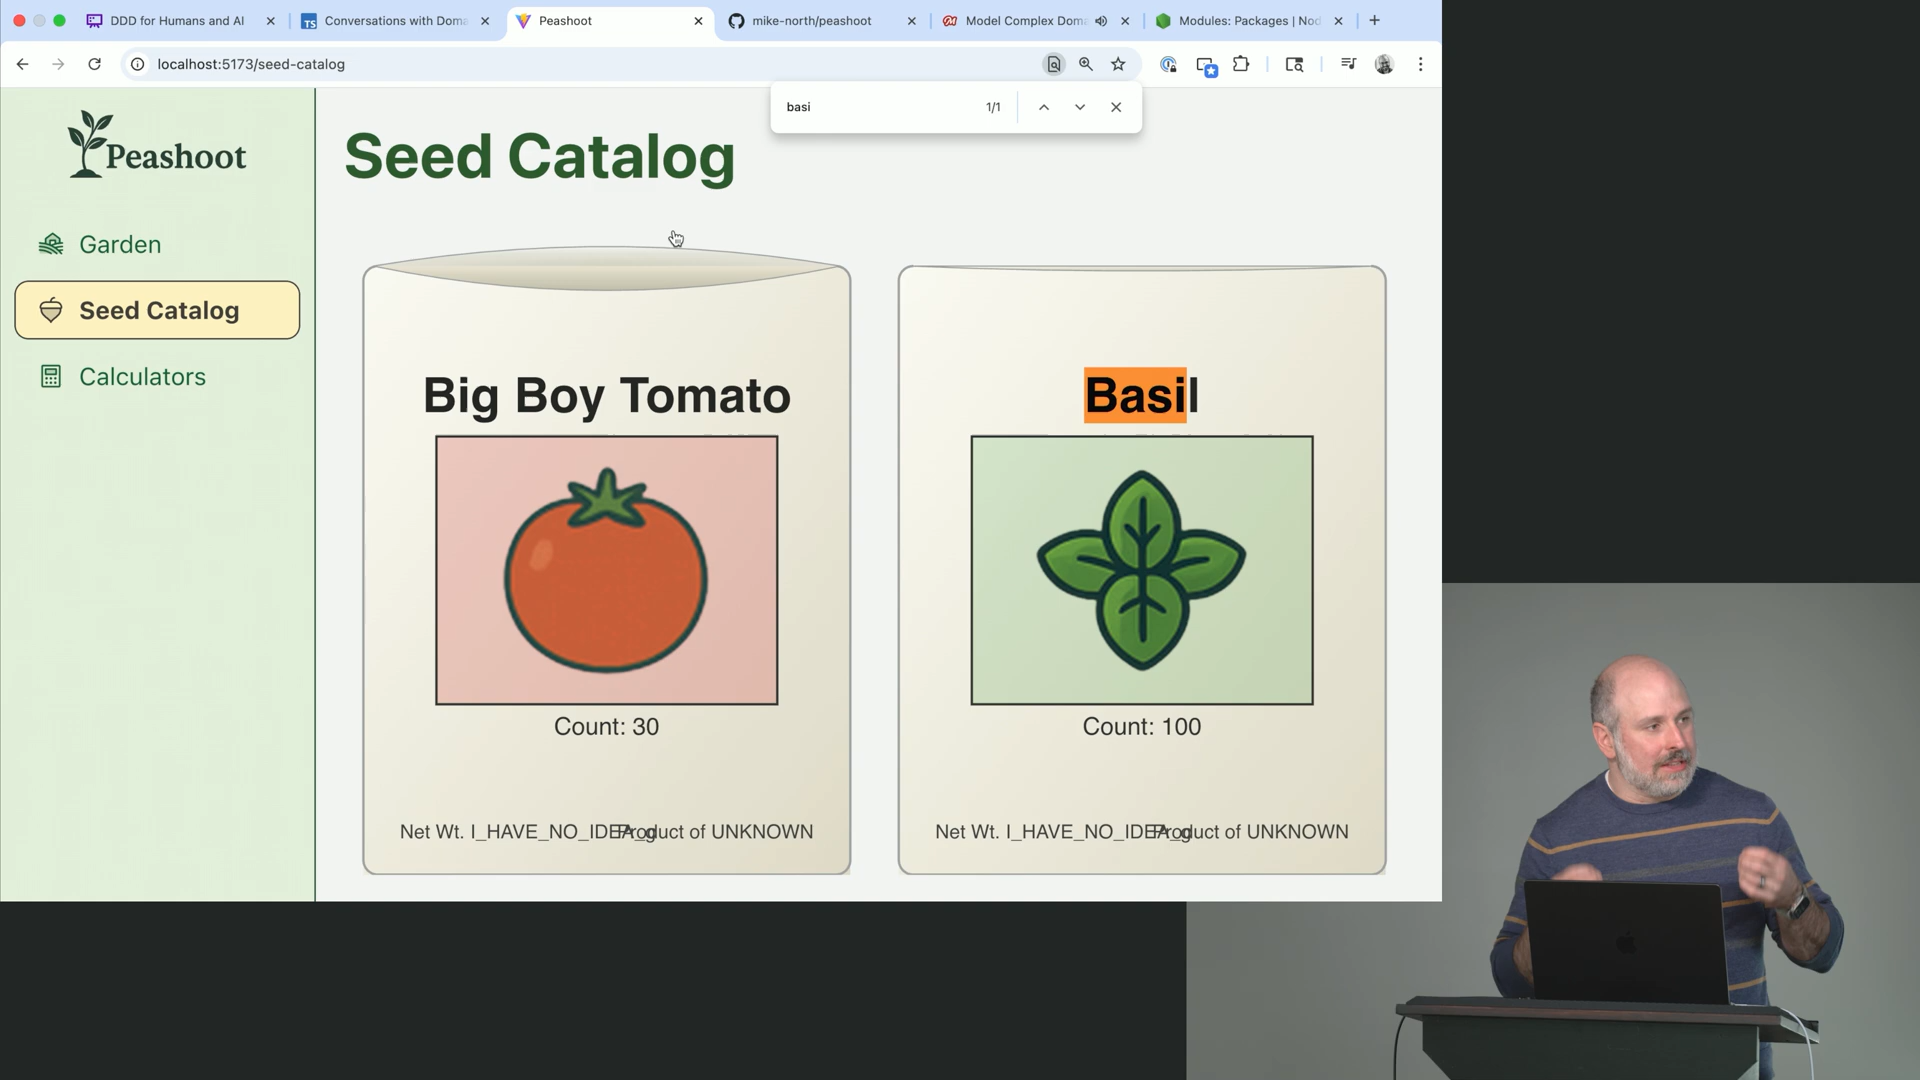 DDD for Humans and AI
Conversations with Doma
Peashoot
mike-north/peashoot
Model Complex Doma
Modules: Packages | Nod
localhost:5173/seed-catalog
basi
1/1
Peashoot
Seed Catalog
Garden
Seed Catalog
Calculators
Big Boy Tomato
Basil
Count: 30
Count: 100
Net Wt. I_HAVE_NO_IDEA_g
Product of UNKNOWN
Net Wt. I_HAVE_NO_IDEA_g
Product of UNKNOWN